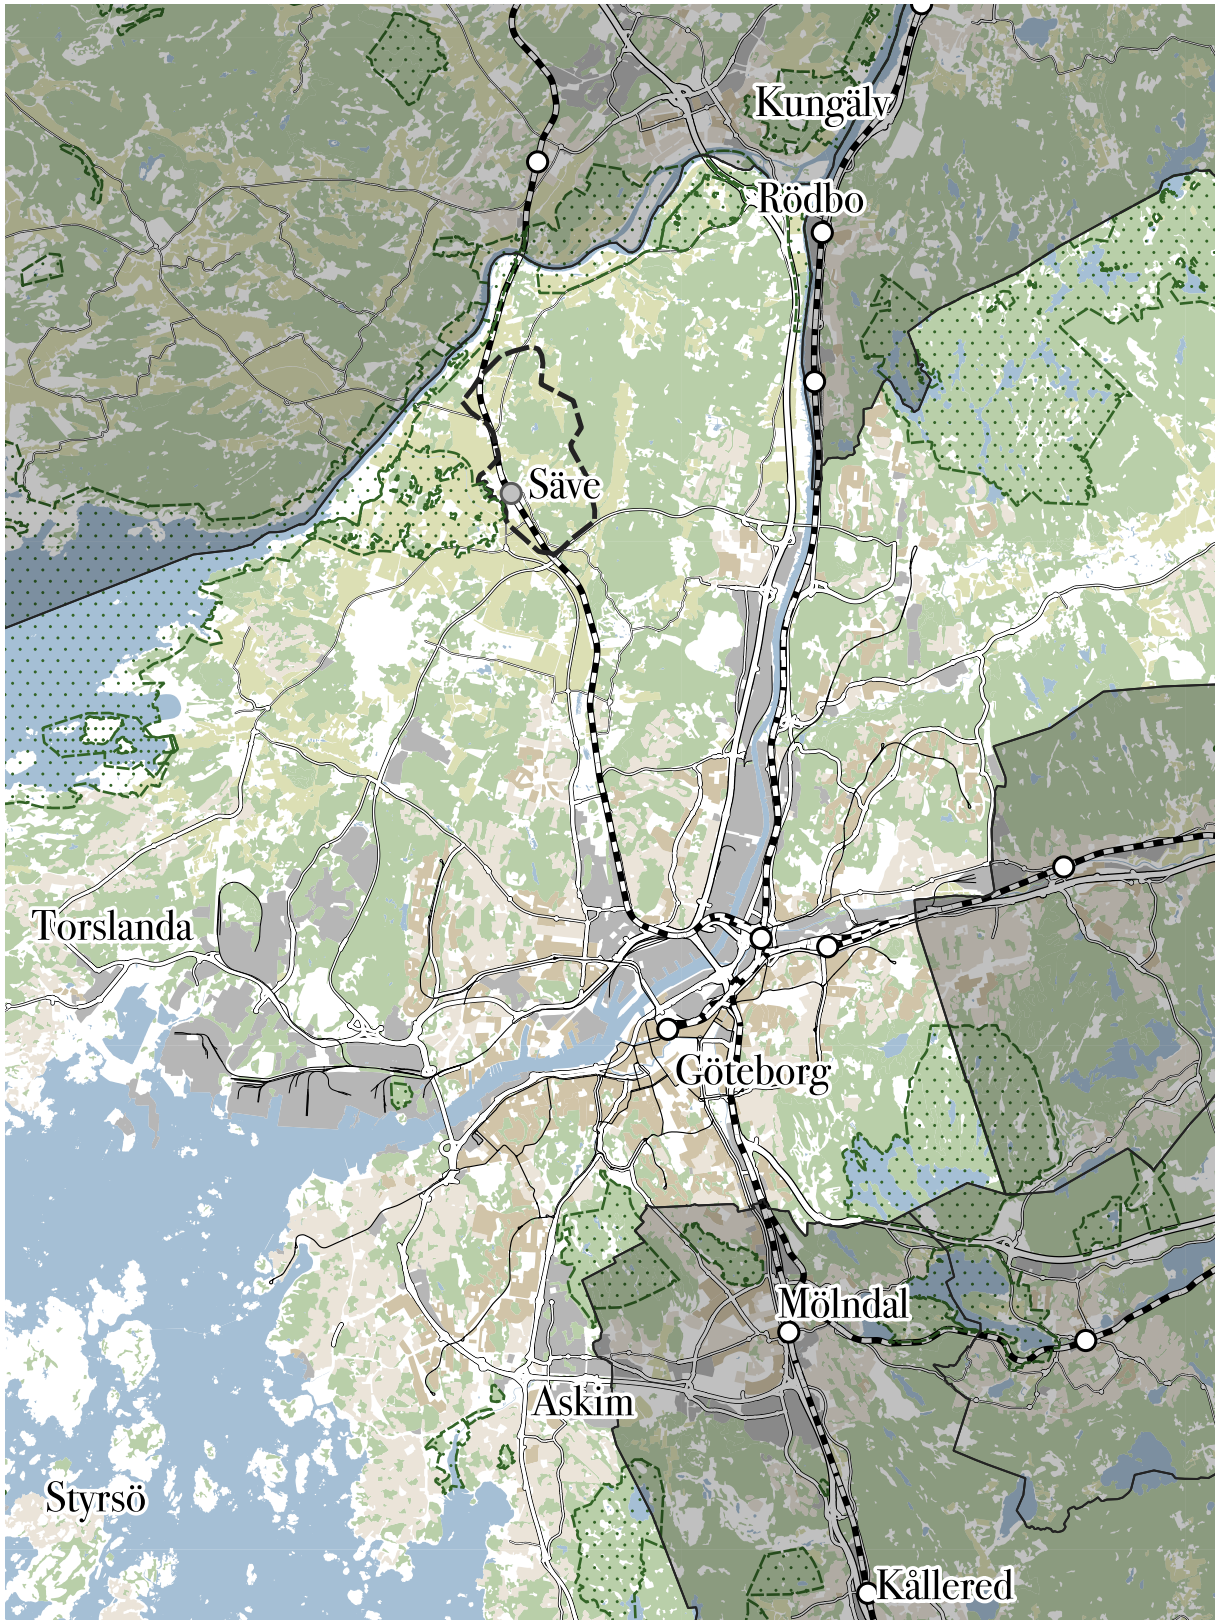 Kungälv
Rödbo
Säve
Torslanda
Göteborg
Mölndal
Askim
Styrsö
Kållered